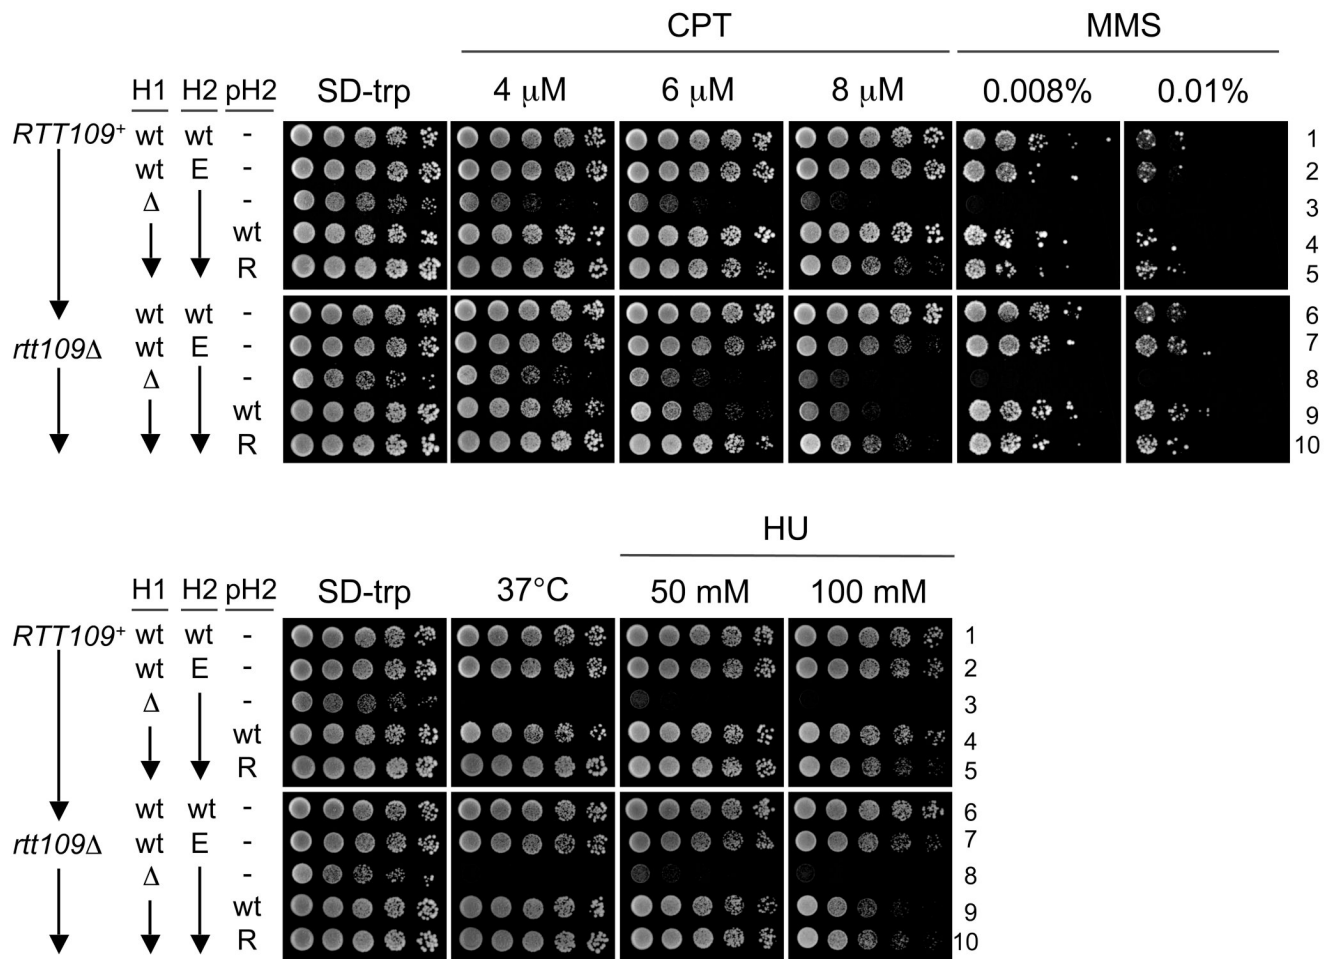 CPT MMS
H1 H2 pH2 SD-trp 4 μM 6 μM 8 μM 0.008% 0.01%
RTT109⁺ wt wt - 1
wt E - 2
Δ - 3
wt 4
R 5
wt wt - 6
rtt109Δ wt E - 7
Δ - 8
wt 9
R 10
HU
H1 H2 pH2 SD-trp 37°C 50 mM 100 mM
RTT109⁺ wt wt - 1
wt E - 2
Δ - 3
wt 4
R 5
wt wt - 6
rtt109Δ wt E - 7
Δ - 8
wt 9
R 10